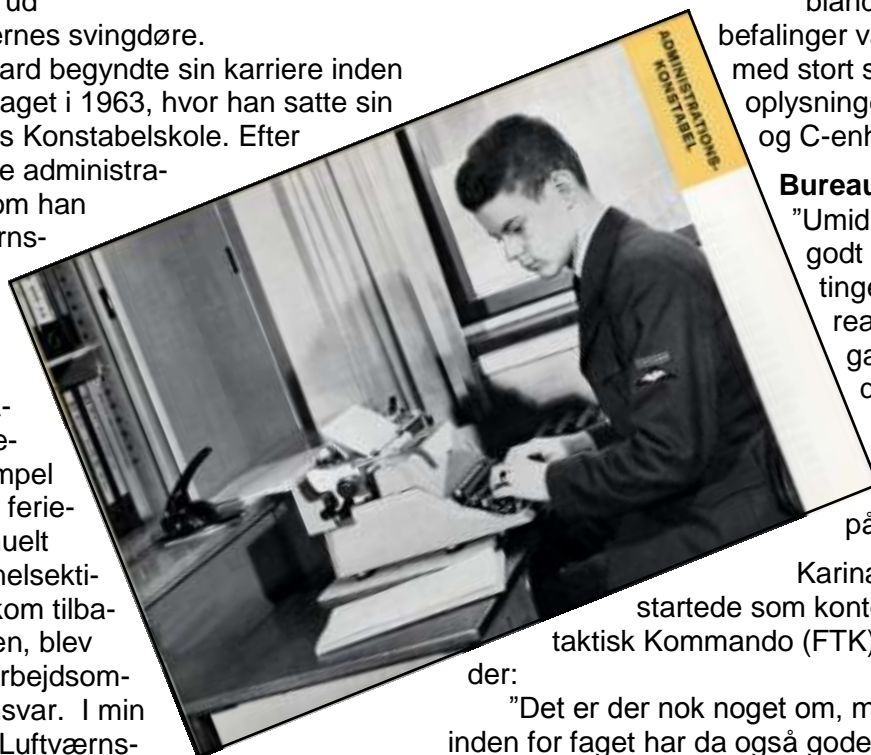 ud
ernes svingdøre.
ard begyndte sin karriere inden
aget i 1963, hvor han satte sin
s Konstabelskole. Efter
e administra-
om han
rns-
e-
mpel
ferie-
uelt
nelsekti-
kom tilba-
en, blev
rbejdsom-
svar. I min
Luftværns-
ADMINISTRATIONS-
KONSTABEL
bland
befalinger va
med stort s
oplysninge
og C-enh
Bureau
”Umid
godt
tinge
rea
ga
på
Karina
startede som konto
taktisk Kommando (FTK)
der:
”Det er der nok noget om, m
inden for faget har da også gode